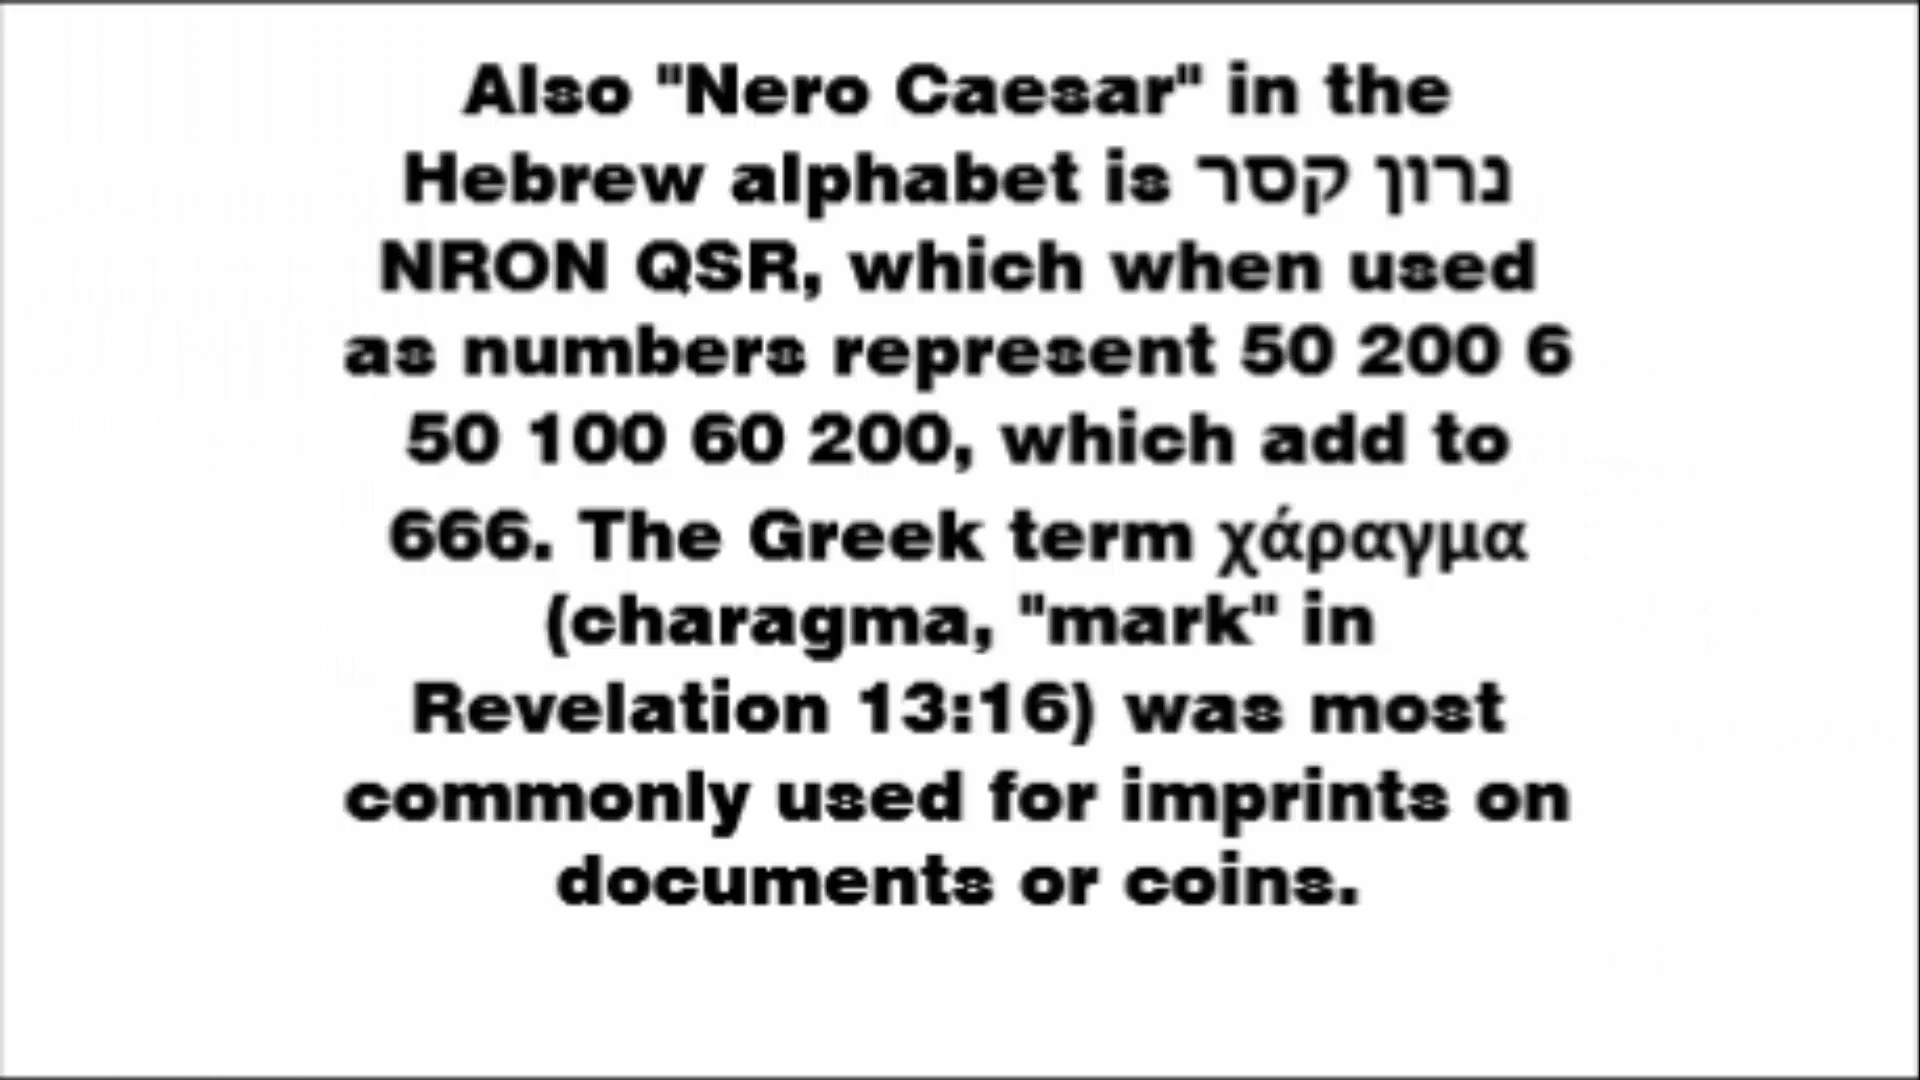 Also "Nero Caesar" in the
Hebrew alphabet is נרון קסר
NRON QSR, which when used
as numbers represent 50 200 6
50 100 60 200, which add to
666. The Greek term χάραγμα
(charagma, "mark" in
Revelation 13:16) was most
commonly used for imprints on
documents or coins.